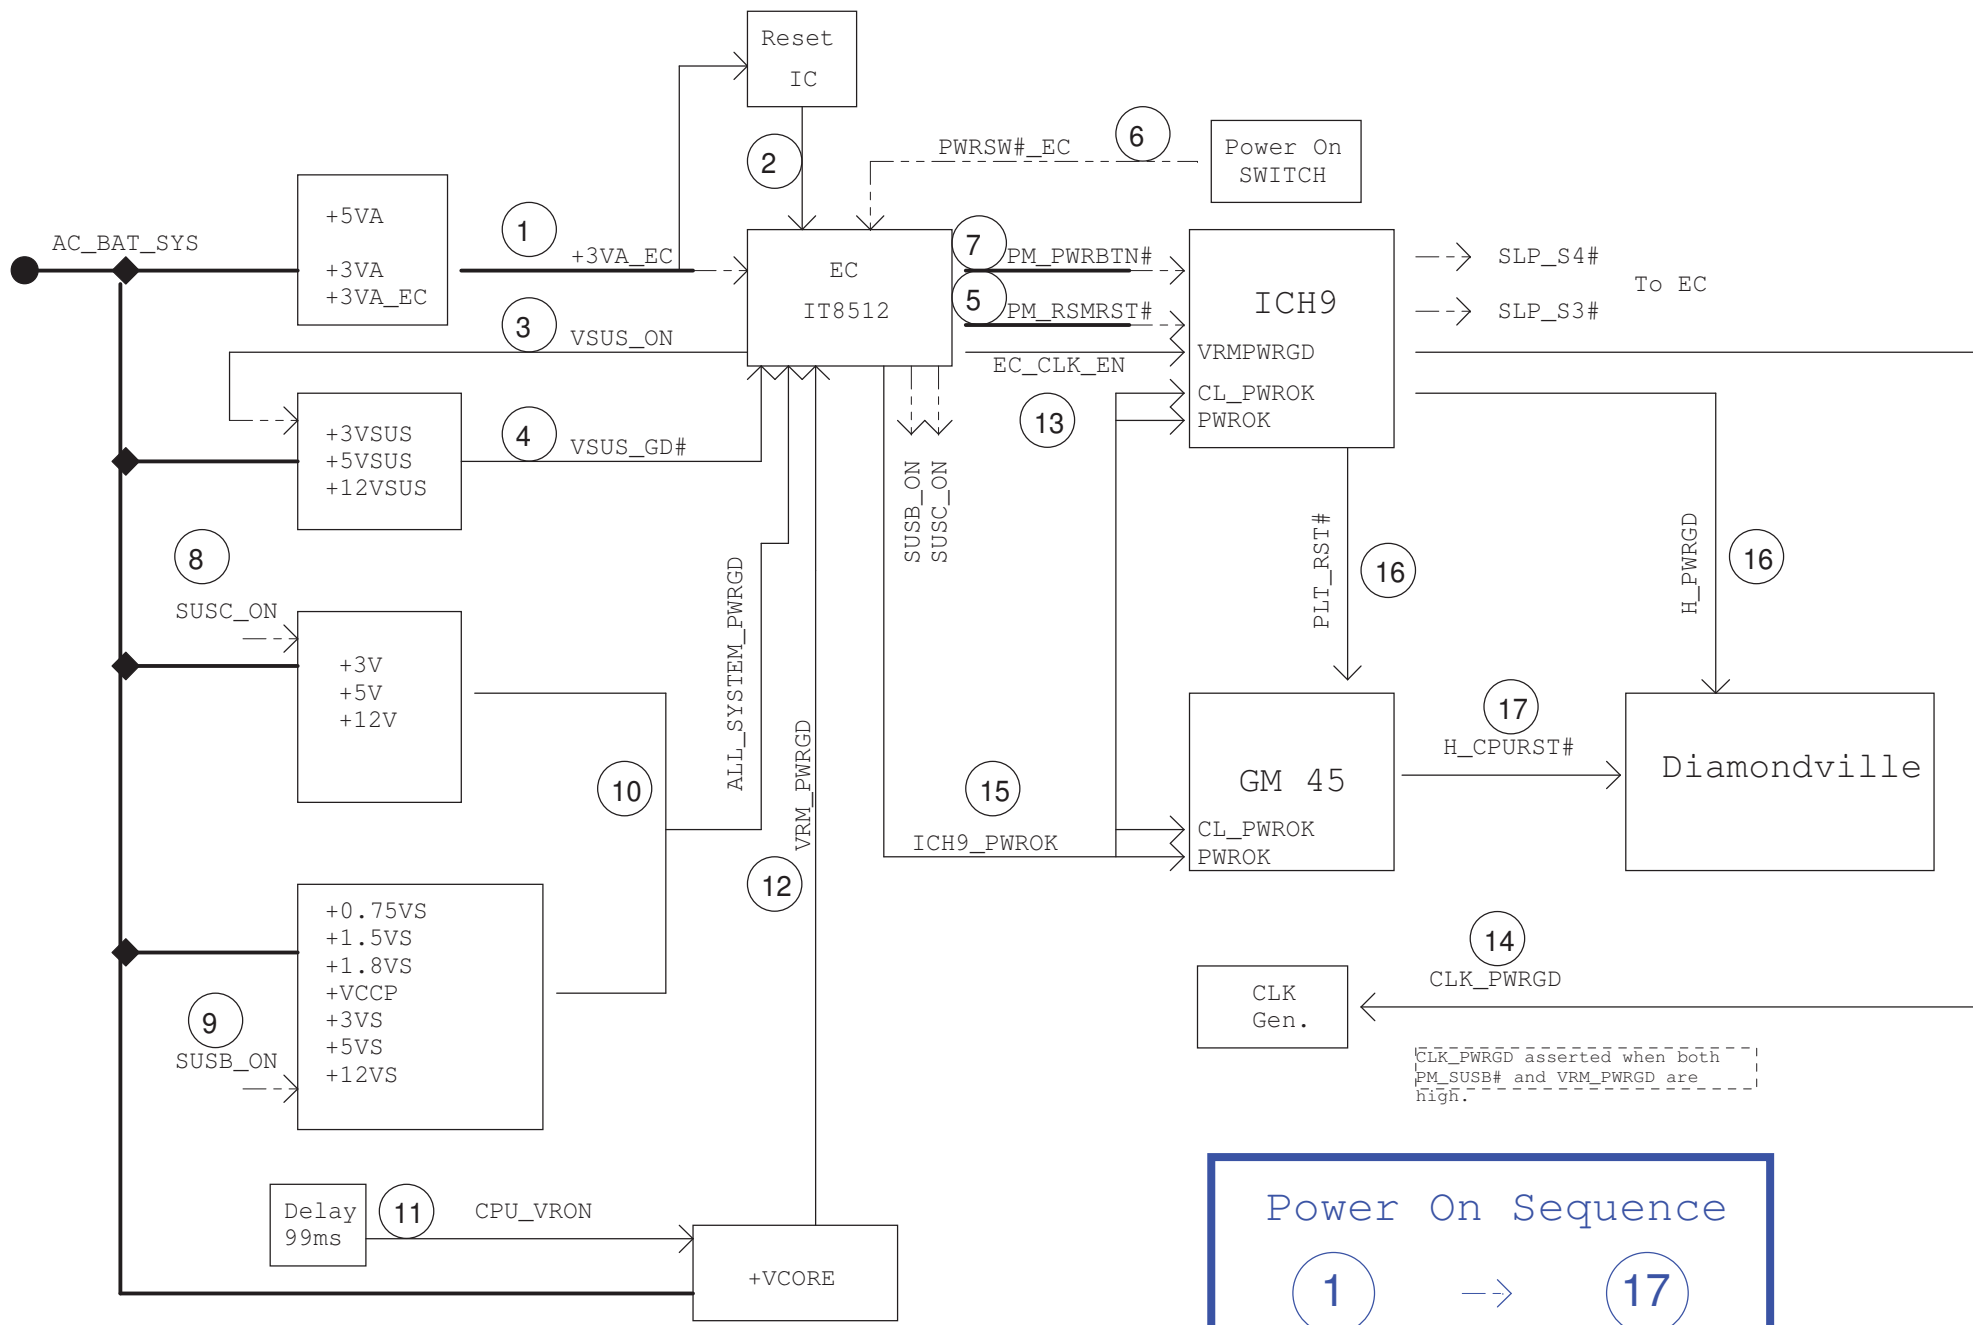 Reset
IC
2
6
PWRSW#_EC
Power On
SWITCH
AC_BAT_SYS
+5VA
+3VA
+3VA_EC
1
+3VA_EC
3
VSUS_ON
EC
IT8512
7
PM_PWRBTN#
5
PM_RSMRST#
EC_CLK_EN
13
ICH9
VRMPWRGD
CL_PWROK
PWROK
SLP_S4#
SLP_S3#
To EC
+3VSUS
+5VSUS
+12VSUS
4
VSUS_GD#
SUSB_ON
SUSC_ON
8
SUSC_ON
+3V
+5V
+12V
10
ALL_SYSTEM_PWRGD
VRM_PWRGD
12
PLT_RST#
16
H_PWRGD
16
15
ICH9_PWROK
GM 45
CL_PWROK
PWROK
17
H_CPURST#
Diamondville
+0.75VS
+1.5VS
+1.8VS
+VCCP
+3VS
+5VS
+12VS
9
SUSB_ON
CLK
Gen.
14
CLK_PWRGD
CLK_PWRGD asserted when both
PM_SUSB# and VRM_PWRGD are
high.
Delay
99ms
11
CPU_VRON
+VCORE
Power On Sequence
1
17